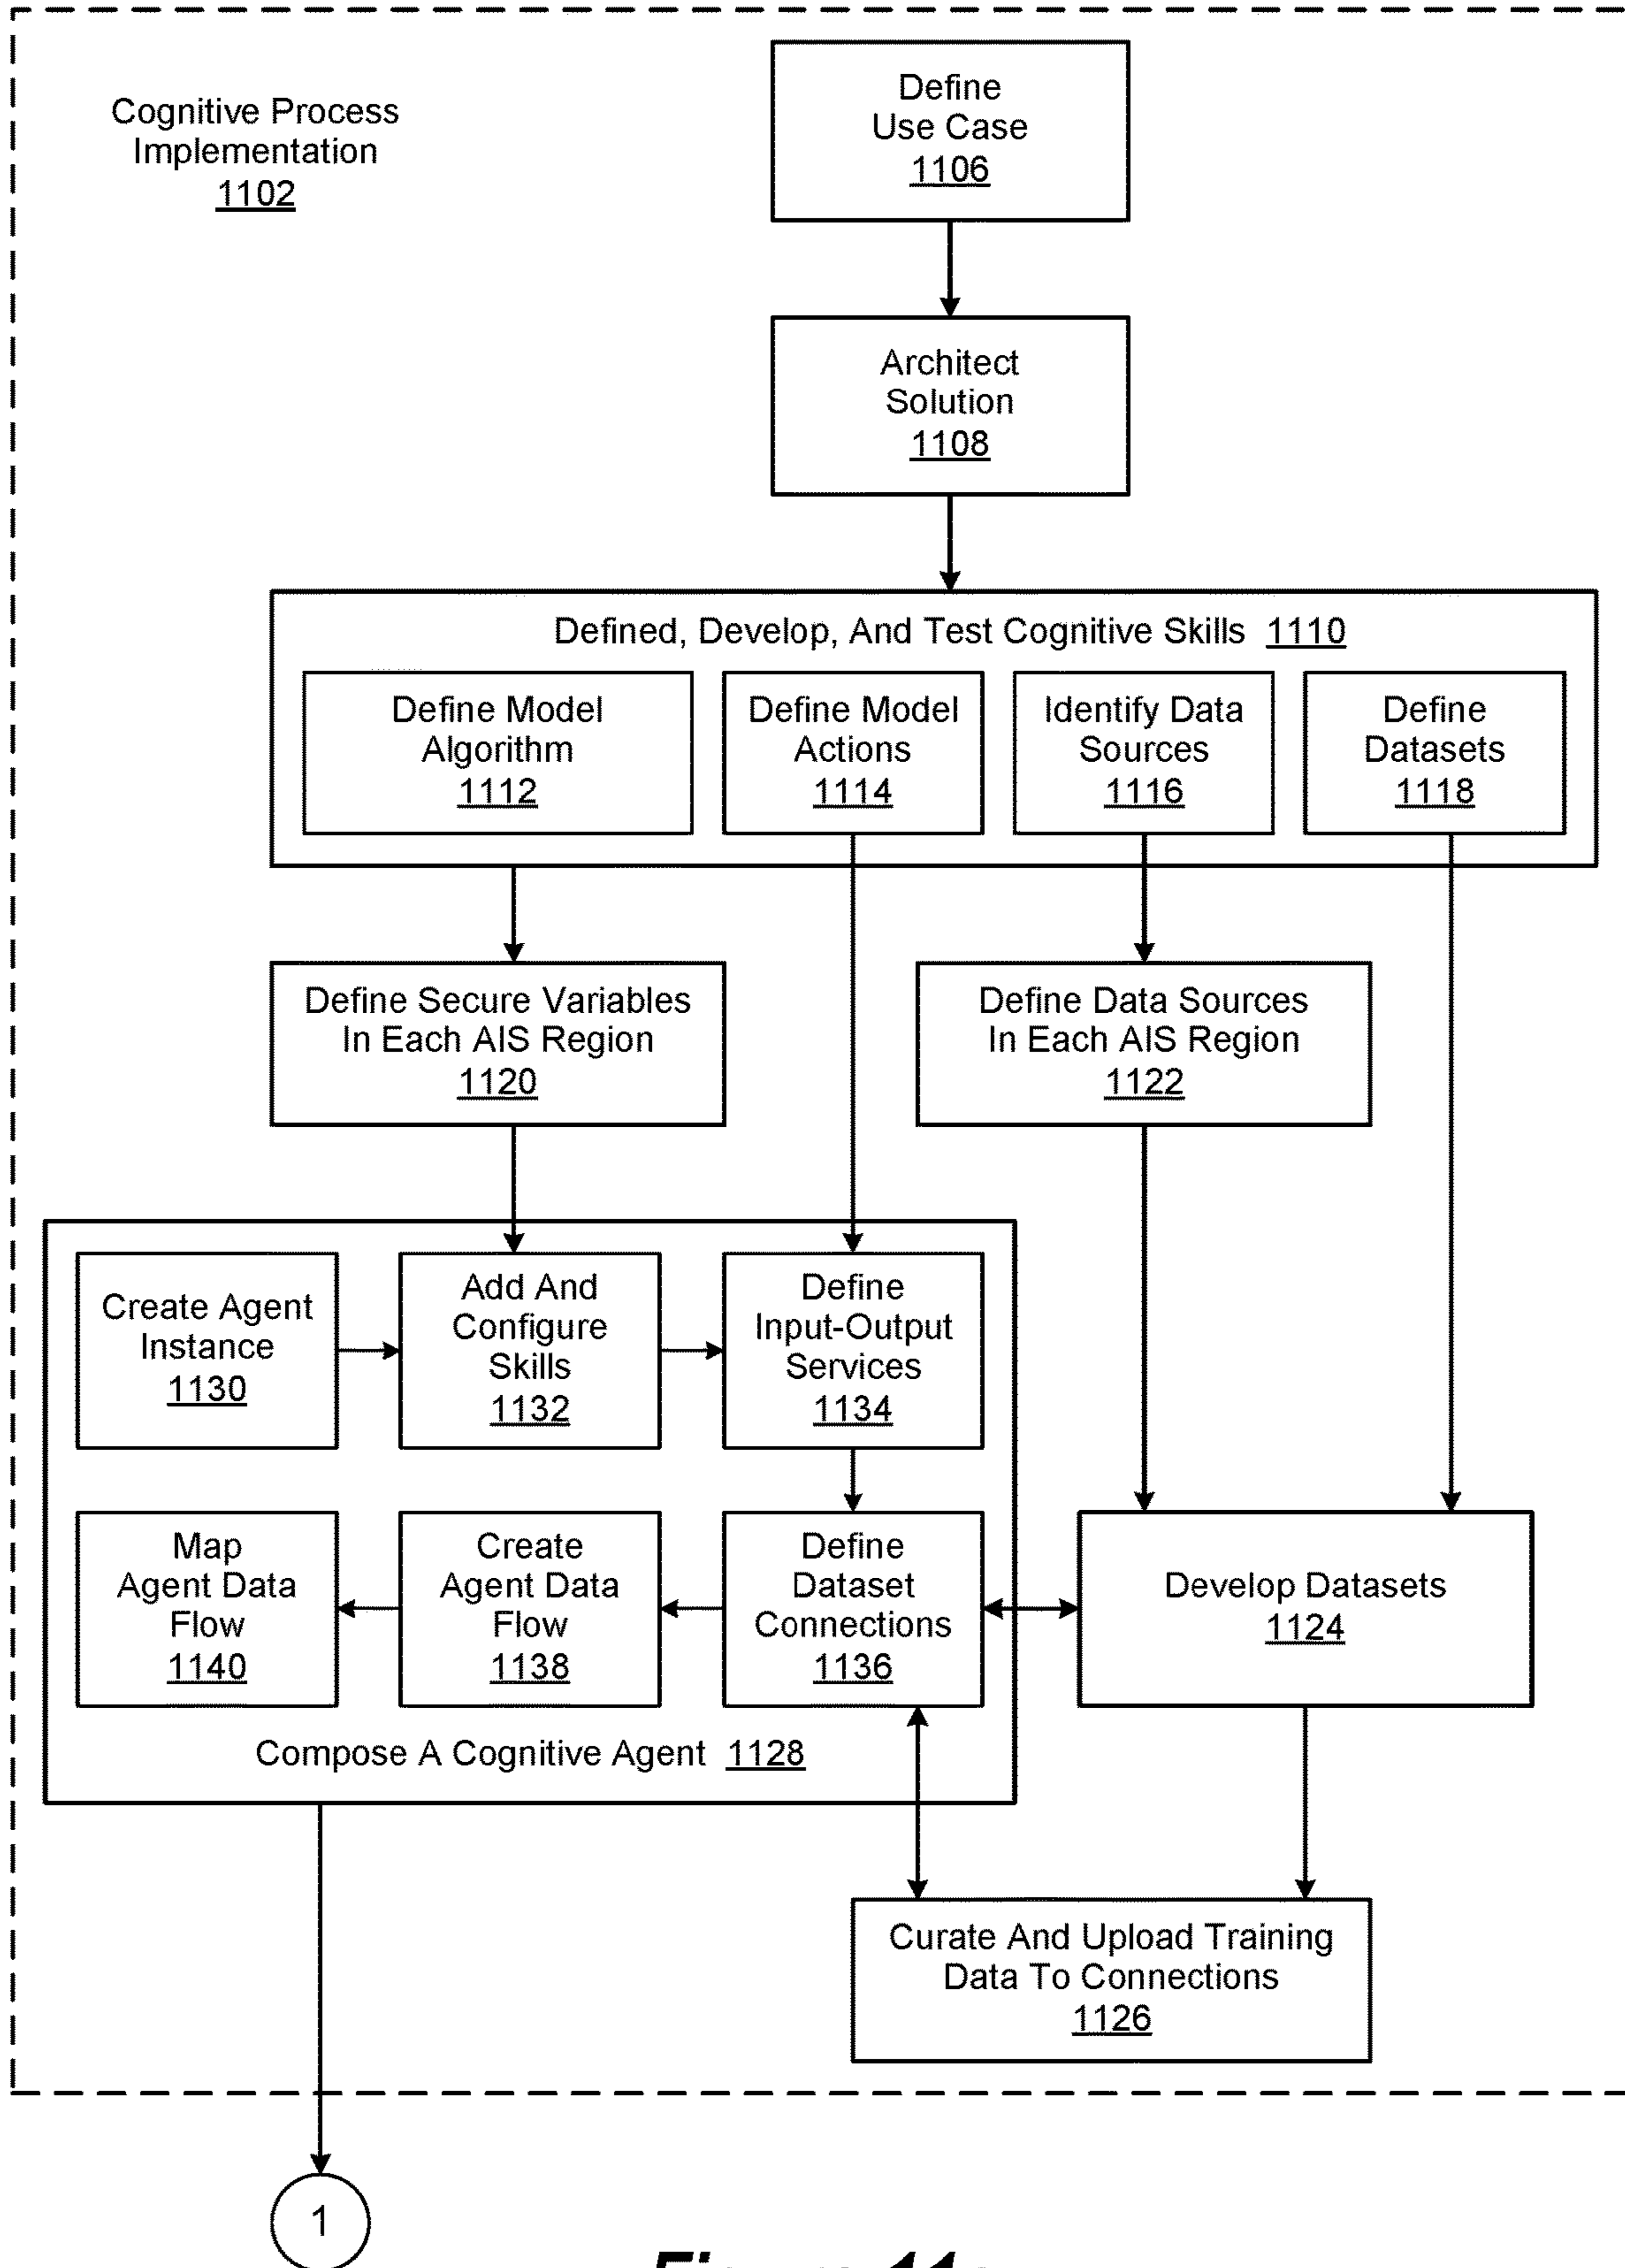 Cognitive Process
Implementation
1102
Define
Use Case
1106
Architect
Solution
1108
Defined, Develop, And Test Cognitive Skills 1110
Define Model
Algorithm
1112
Define Model
Actions
1114
Identify Data
Sources
1116
Define
Datasets
1118
Define Secure Variables
In Each AIS Region
1120
Define Data Sources
In Each AIS Region
1122
Create Agent
Instance
1130
Add And
Configure
Skills
1132
Define
Input-Output
Services
1134
Map
Agent Data
Flow
1140
Create
Agent Data
Flow
1138
Define
Dataset
Connections
1136
Develop Datasets
1124
Compose A Cognitive Agent 1128
Curate And Upload Training
Data To Connections
1126
1